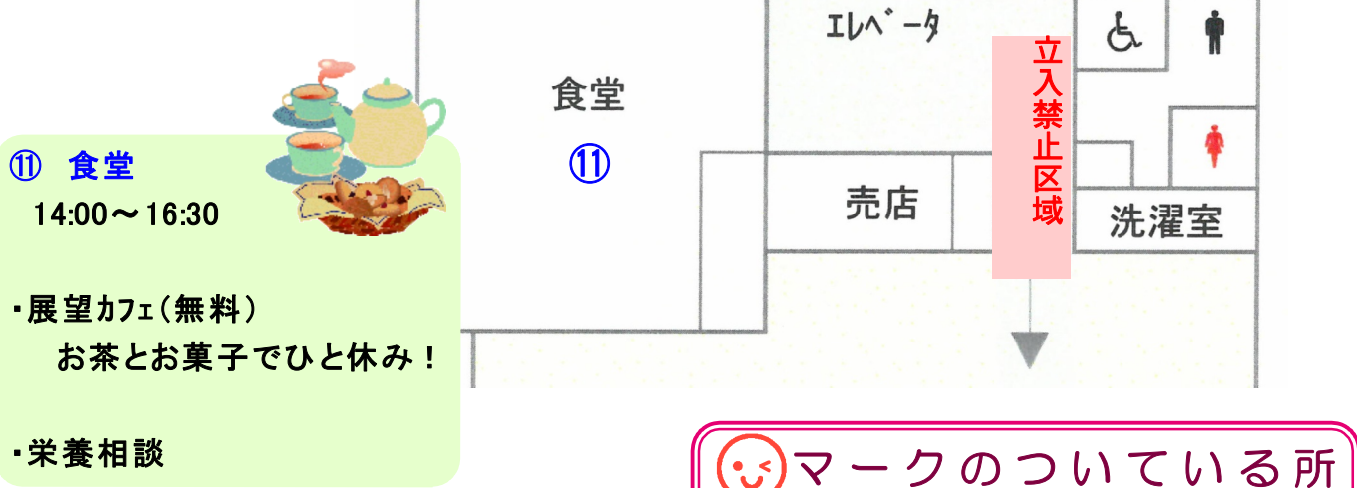 エレベータ
立入禁止区域
食堂
⑪
⑪ 食堂
14:00～16:30
売店
洗濯室
・展望ｶﾌｪ(無料)
お茶とお菓子でひと休み！
・栄養相談
マークのついている所